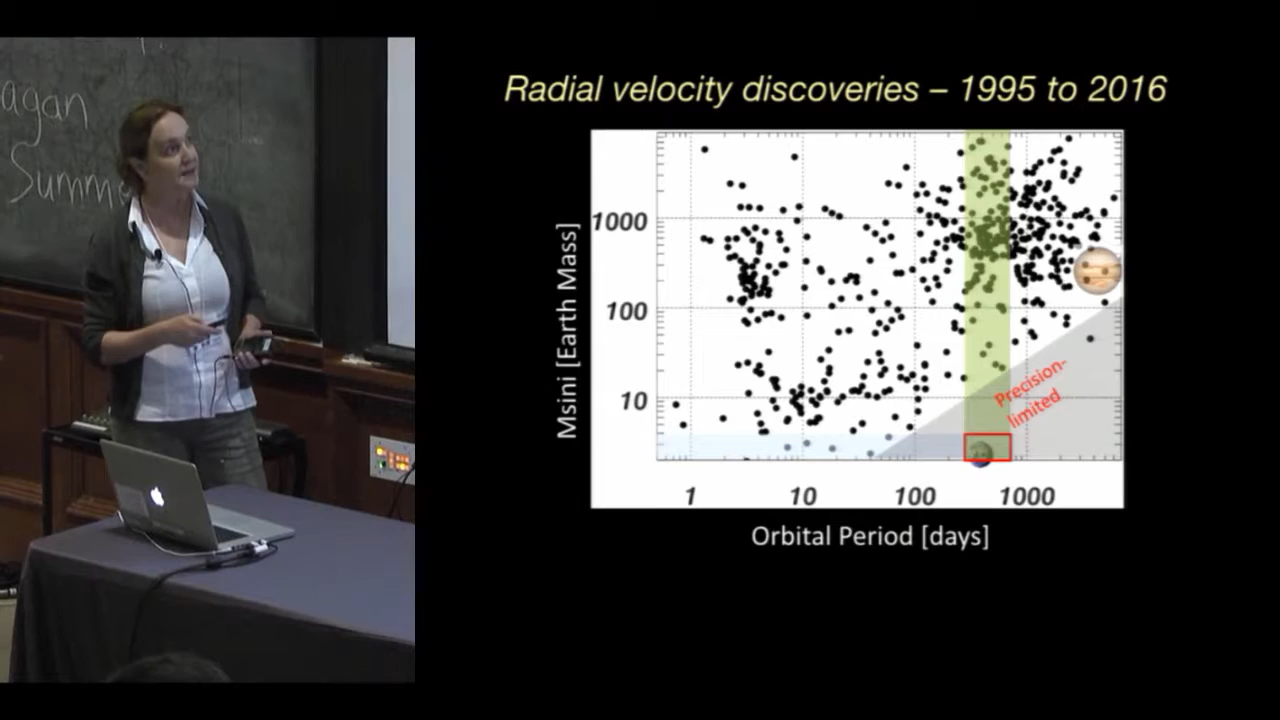 agan
Summe
Radial velocity discoveries – 1995 to 2016
Msini [Earth Mass]
1000
100
10
Precision-
limited
1
10
100
1000
Orbital Period [days]